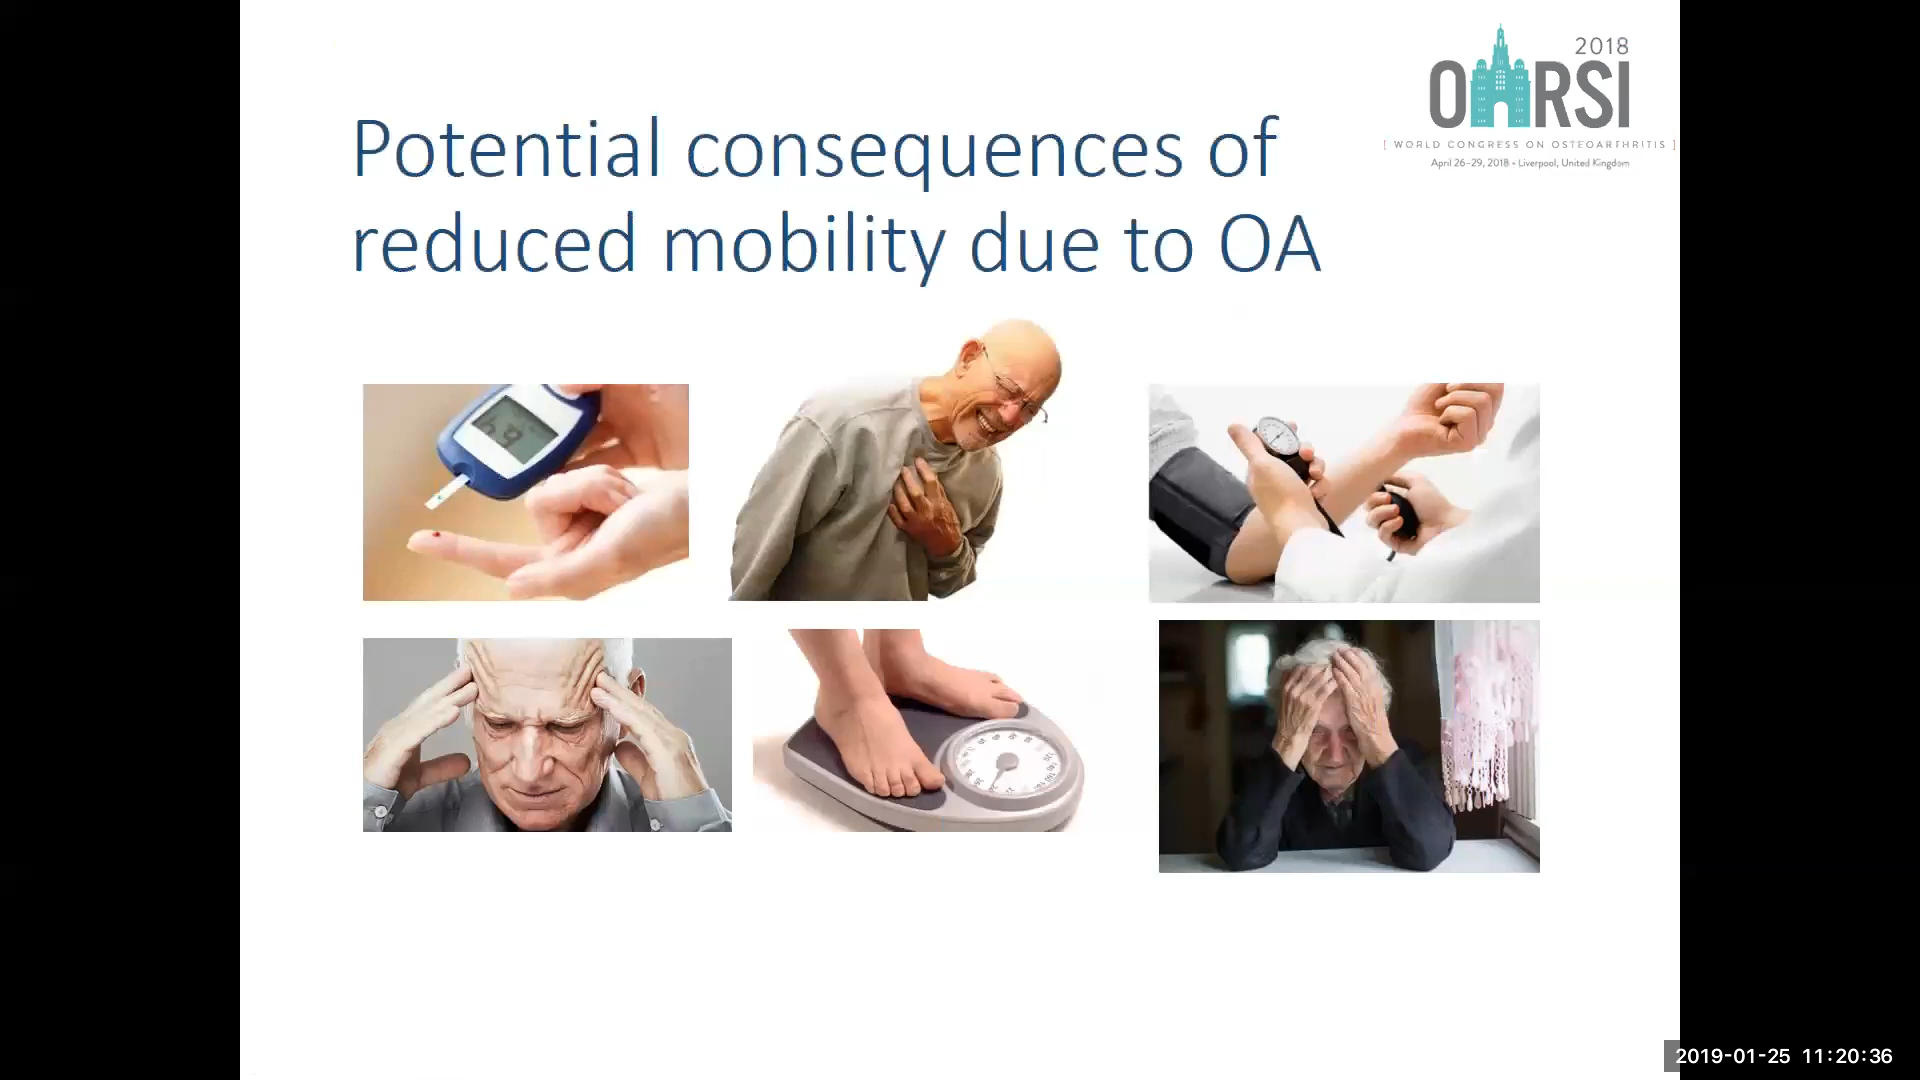 2018
OARSI
[ WORLD CONGRESS ON OSTEOARTHRITIS ]
April 26-29, 2018 • Liverpool, United Kingdom
Potential consequences of
reduced mobility due to OA
2019-01-25 11:20:36